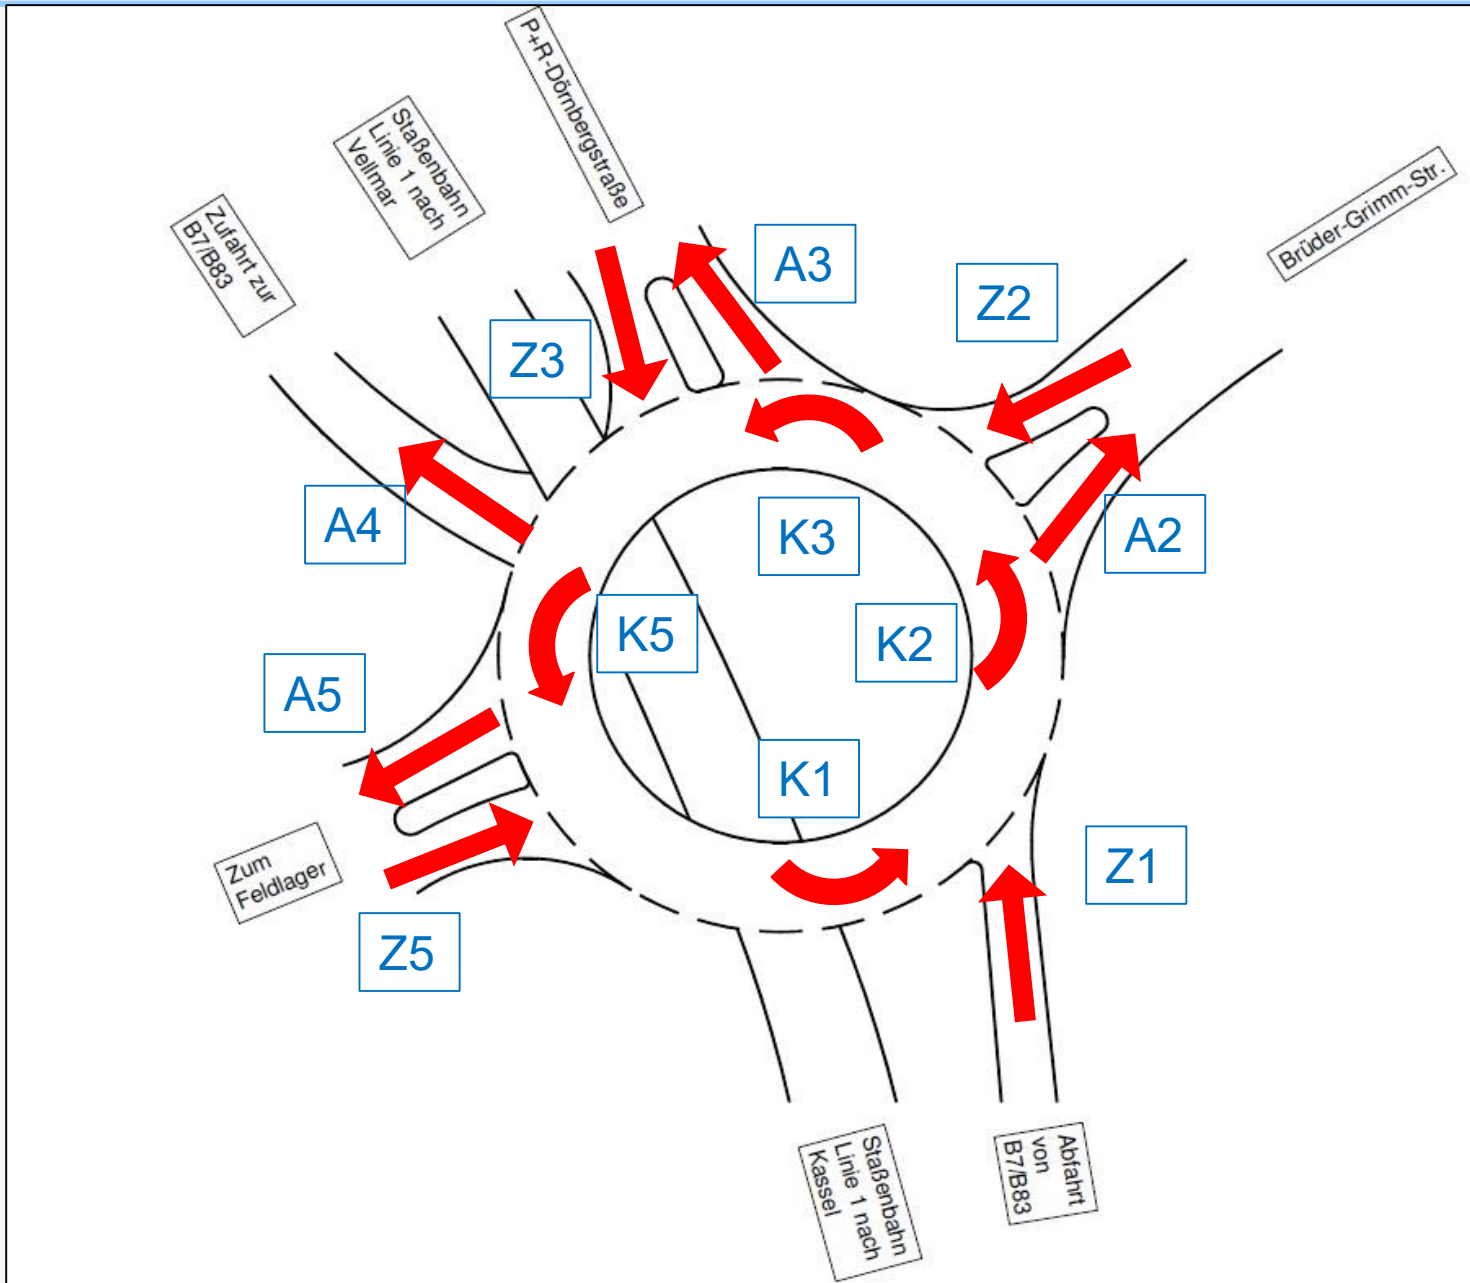 P+R-Dörnbergstraße
Staßenbahn
Linie 1 nach
Vellmar
Zufahrt zur
B7/B83
Brüder-Grimm-Str.
A3
Z2
Z3
A4
K3
A2
K5
K2
A5
K1
Z1
Zum
Feldlager
Z5
Staßenbahn
Linie 1 nach
Kassel
Abfahrt
von
B7/B83